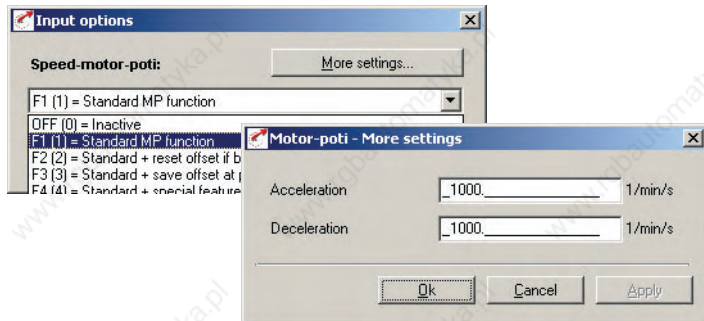 Input options
Speed-motor-poti:
More settings...
F1 (1) = Standard MP function
OFF (0) = Inactive
F1 (1) = Standard MP function
F2 (2) = Standard + reset offset if b
F3 (3) = Standard + save offset at
F4 (4) = Standard + special feature
Motor-poti - More settings
Acceleration _1000.__________ 1/min/s
Deceleration _1000.__________ 1/min/s
Ok Cancel Apply